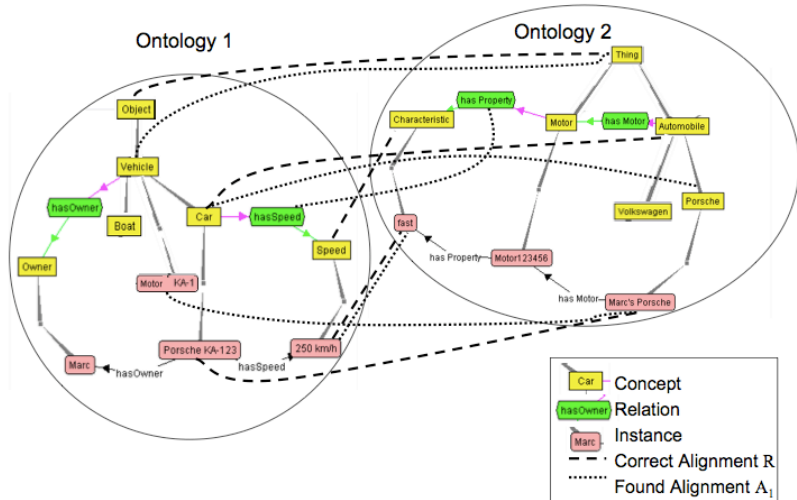 Ontology 1
Object
Vehicle
hasOwner
Boat
Car
hasSpeed
Owner
Speed
Motor KA-1
Marc
hasOwner
Porsche KA-123
hasSpeed
250 km/h
Ontology 2
Thing
has Property
Characteristic
Motor
has Motor
Automobile
Volkswagen
Porsche
fast
has Property
Motor123456
has Motor
Marc's Porsche
Car
Concept
hasOwner
Relation
Marc
Instance
Correct Alignment R
Found Alignment A₁